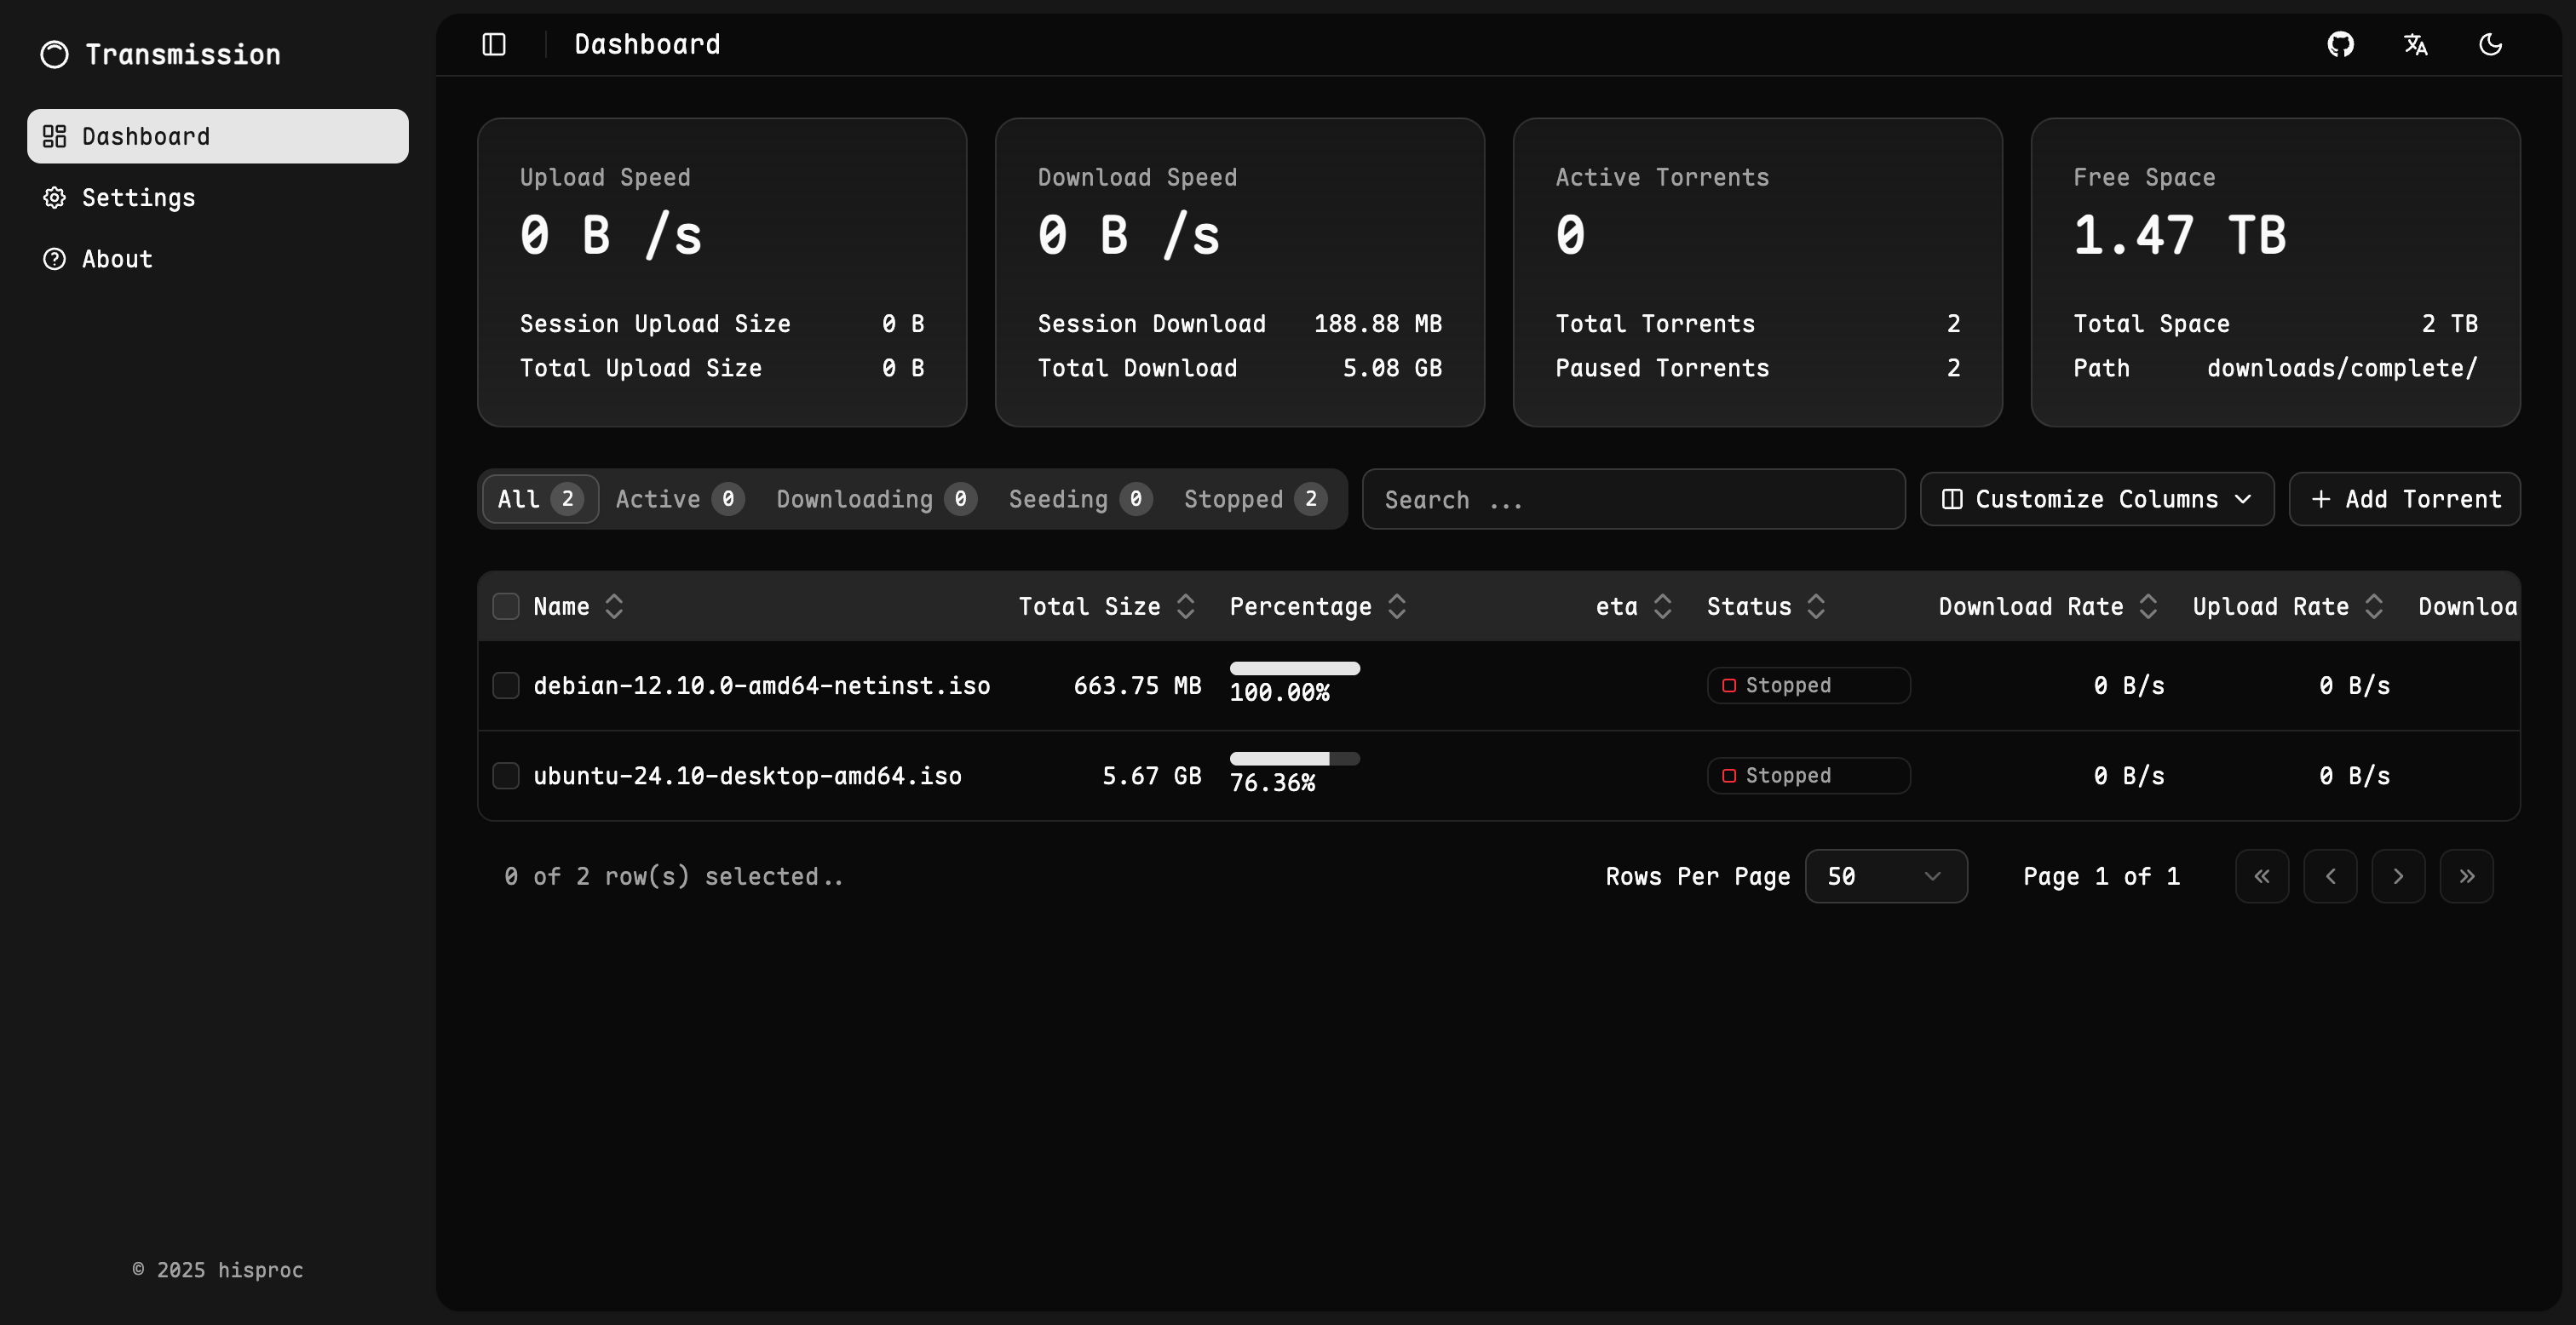 Transmission
Dashboard
Settings
About
© 2025 hisproc
Dashboard
Upload Speed
0 B /s
Session Upload Size 0 B
Total Upload Size 0 B
Download Speed
0 B /s
Session Download 188.88 MB
Total Download 5.08 GB
Active Torrents
0
Total Torrents 2
Paused Torrents 2
Free Space
1.47 TB
Total Space 2 TB
Path downloads/complete/
All 2 Active 0 Downloading 0 Seeding 0 Stopped 2 Search ... Customize Columns + Add Torrent
Name Total Size Percentage eta Status Download Rate Upload Rate Downloa
debian-12.10.0-amd64-netinst.iso 663.75 MB 100.00% Stopped 0 B/s 0 B/s
ubuntu-24.10-desktop-amd64.iso 5.67 GB 76.36% Stopped 0 B/s 0 B/s
0 of 2 row(s) selected.. Rows Per Page 50 Page 1 of 1